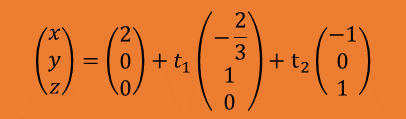 (x y z) = (2 0 0) + t₁ (−2/3 1 0) + t₂ (−1 0 1)